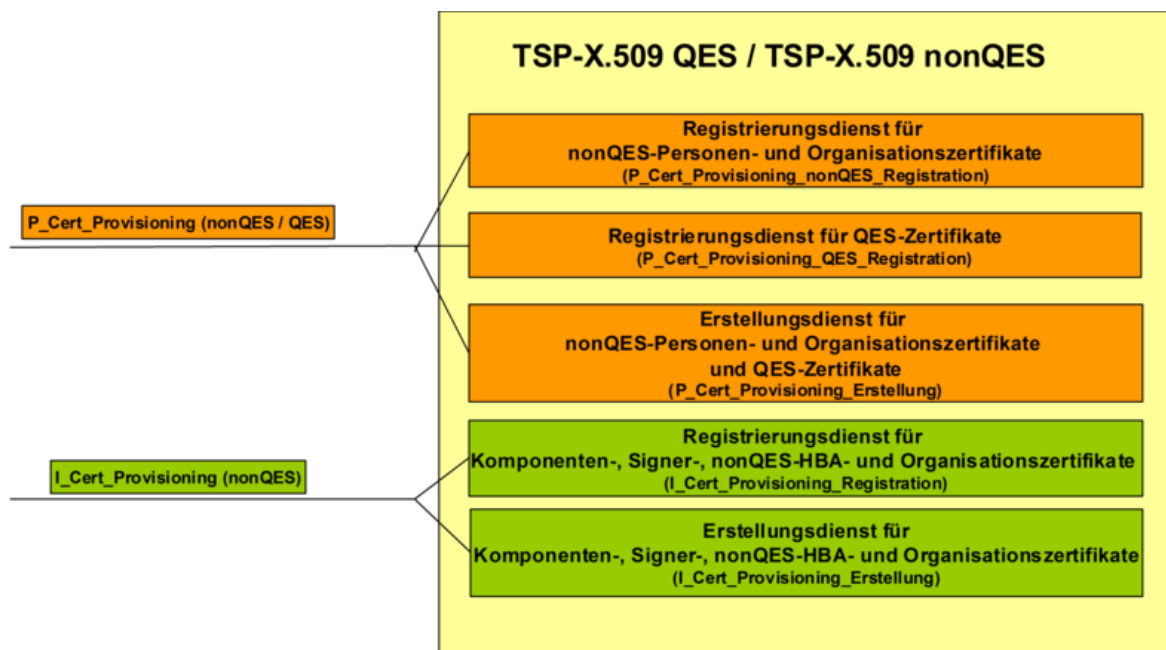 TSP-X.509 QES / TSP-X.509 nonQES
Registrierungsdienst für
nonQES-Personen- und Organisationszertifikate
(P_Cert_Provisioning_nonQES_Registration)
P_Cert_Provisioning (nonQES / QES)
Registrierungsdienst für QES-Zertifikate
(P_Cert_Provisioning_QES_Registration)
Erstellungsdienst für
nonQES-Personen- und Organisationszertifikate
und QES-Zertifikate
(P_Cert_Provisioning_Erstellung)
I_Cert_Provisioning (nonQES)
Registrierungsdienst für
Komponenten-, Signer-, nonQES-HBA- und Organisationszertifikate
(I_Cert_Provisioning_Registration)
Erstellungsdienst für
Komponenten-, Signer-, nonQES-HBA- und Organisationszertifikate
(I_Cert_Provisioning_Erstellung)